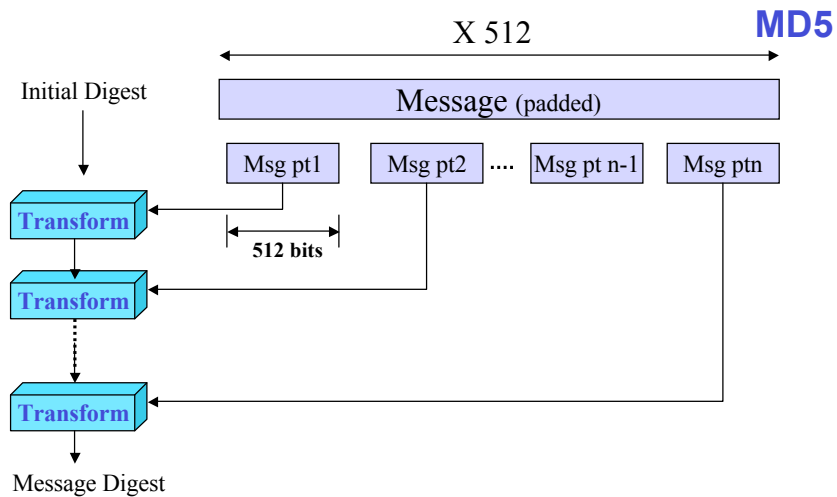 MD5
X 512
Initial Digest
Message (padded)
Msg pt1
Msg pt2
....
Msg pt n-1
Msg ptn
Transform
512 bits
Transform
Transform
Message Digest